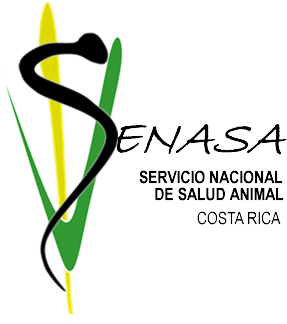 SENASA
SERVICIO NACIONAL
DE SALUD ANIMAL
COSTA RICA